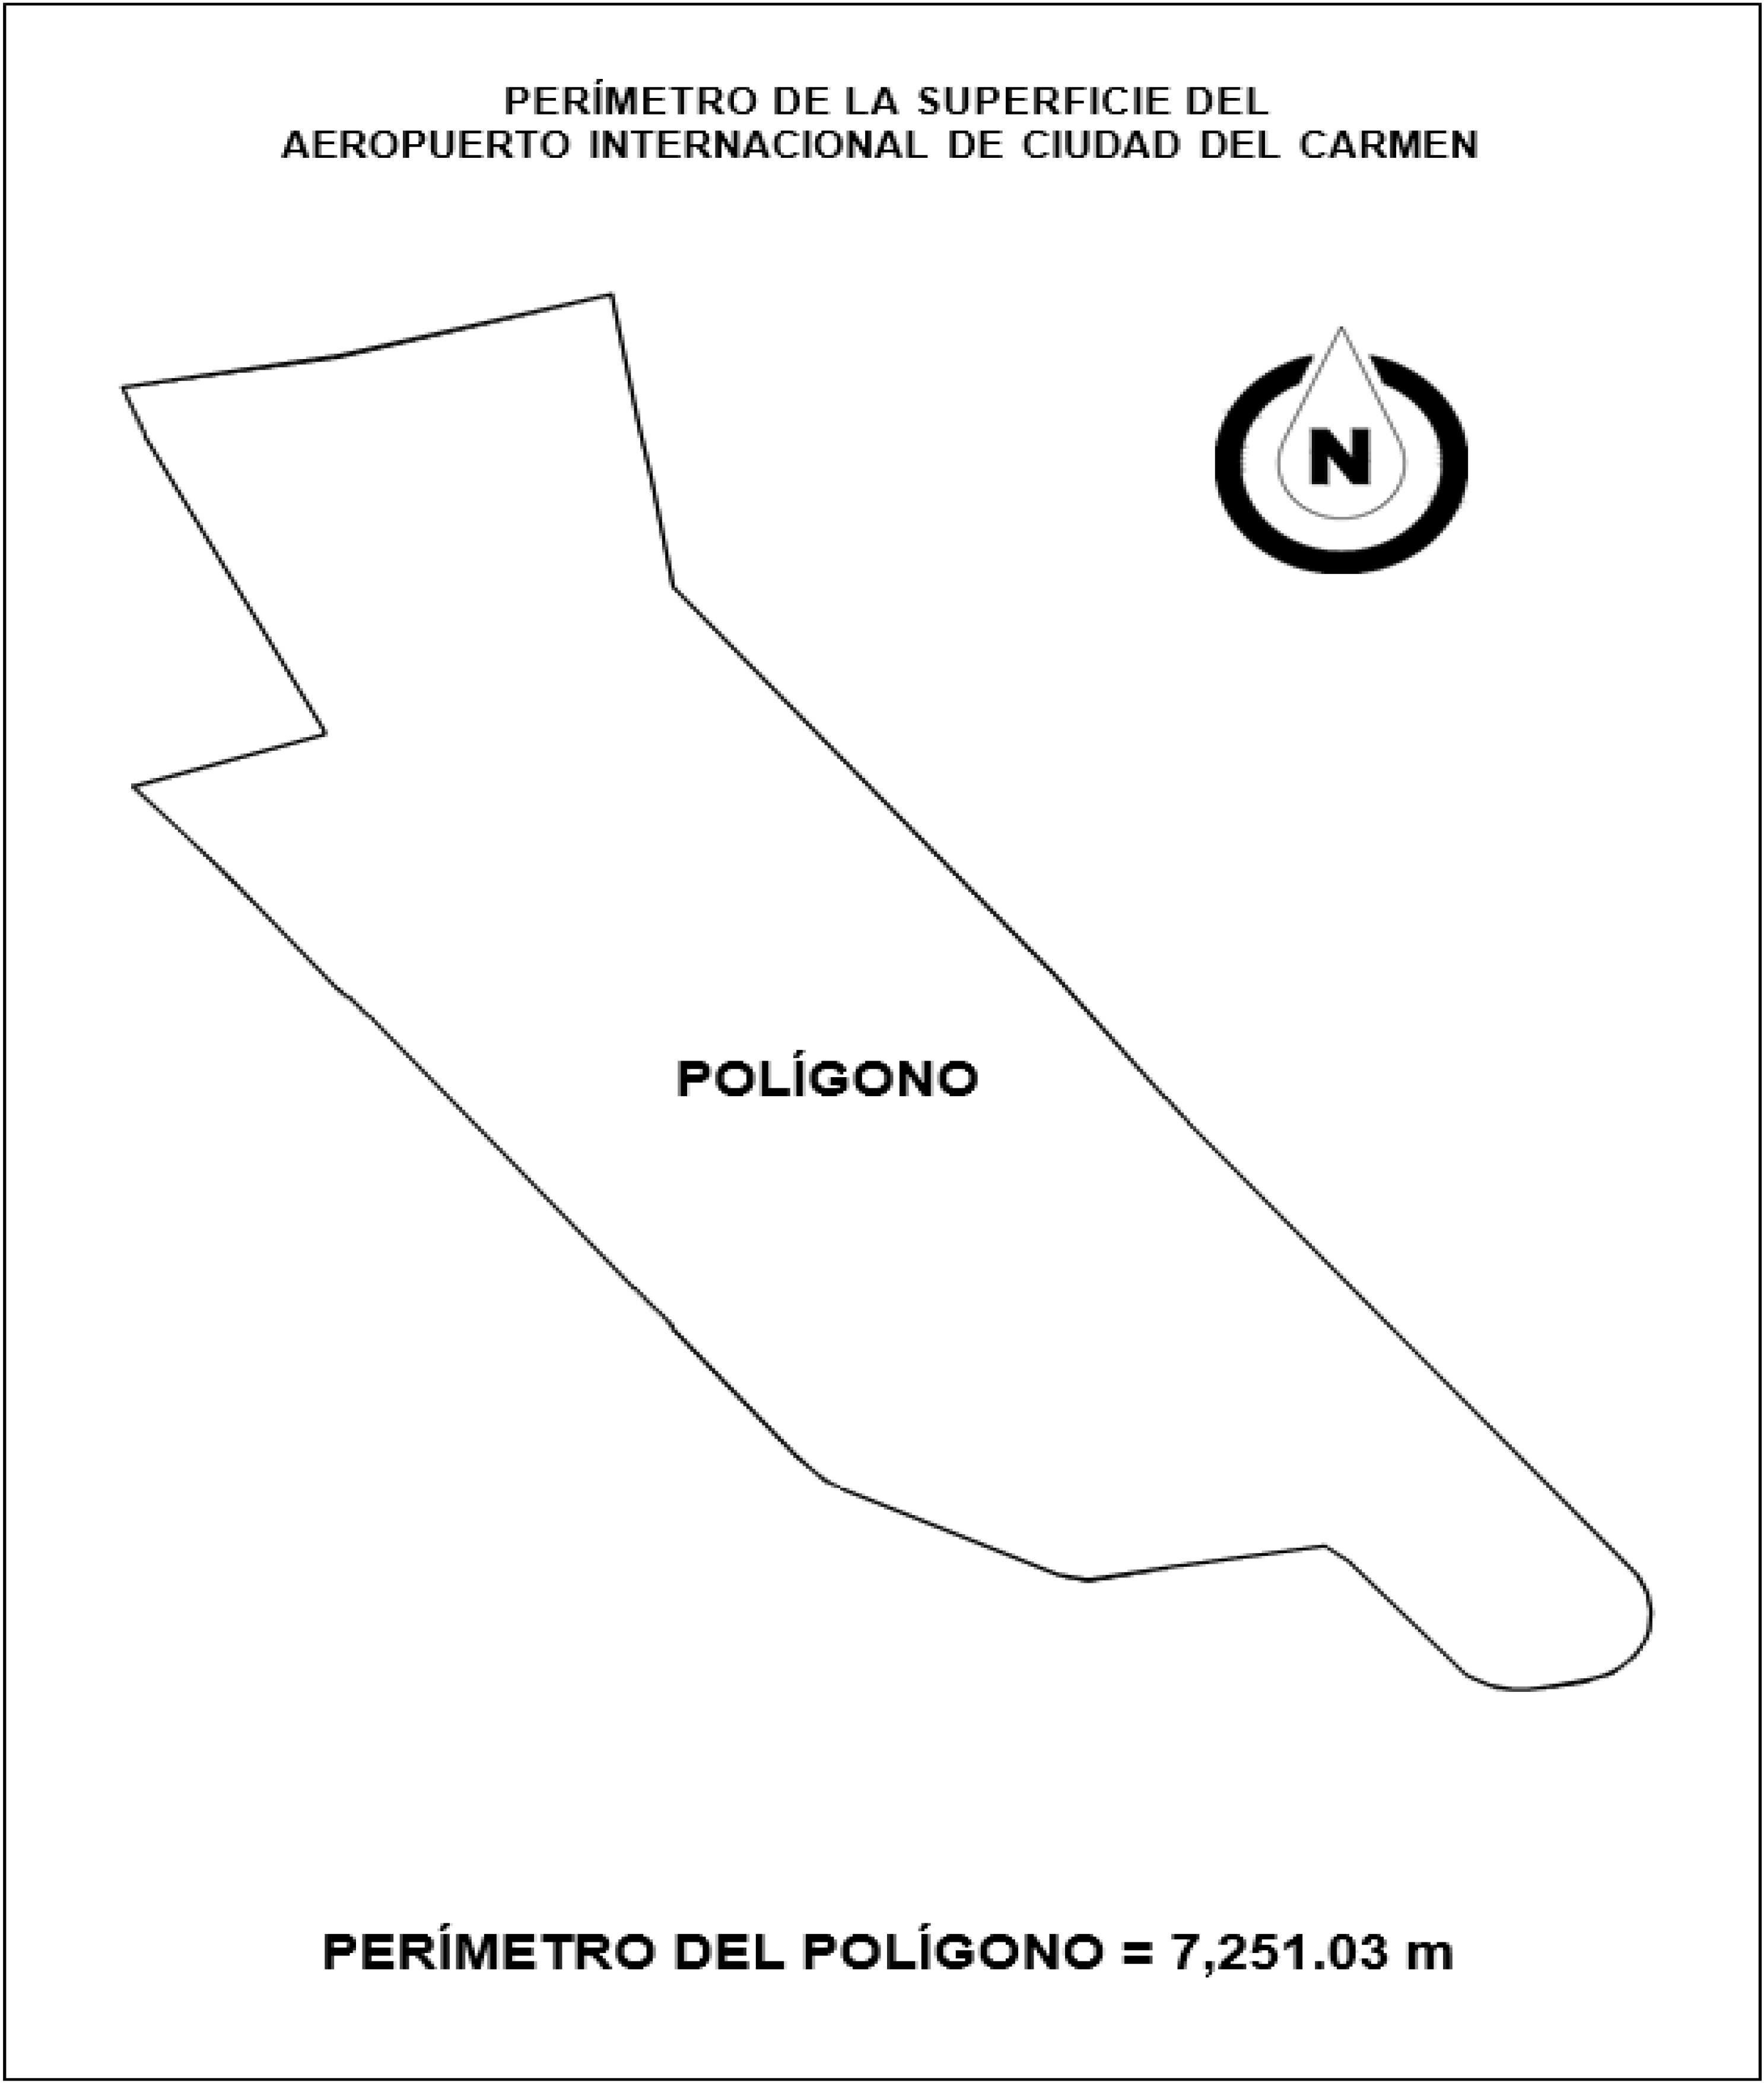 PERÍMETRO DE LA SUPERFICIE DEL
AEROPUERTO INTERNACIONAL DE CIUDAD DEL CARMEN
N
POLÍGONO
PERÍMETRO DEL POLÍGONO = 7,251.03 m